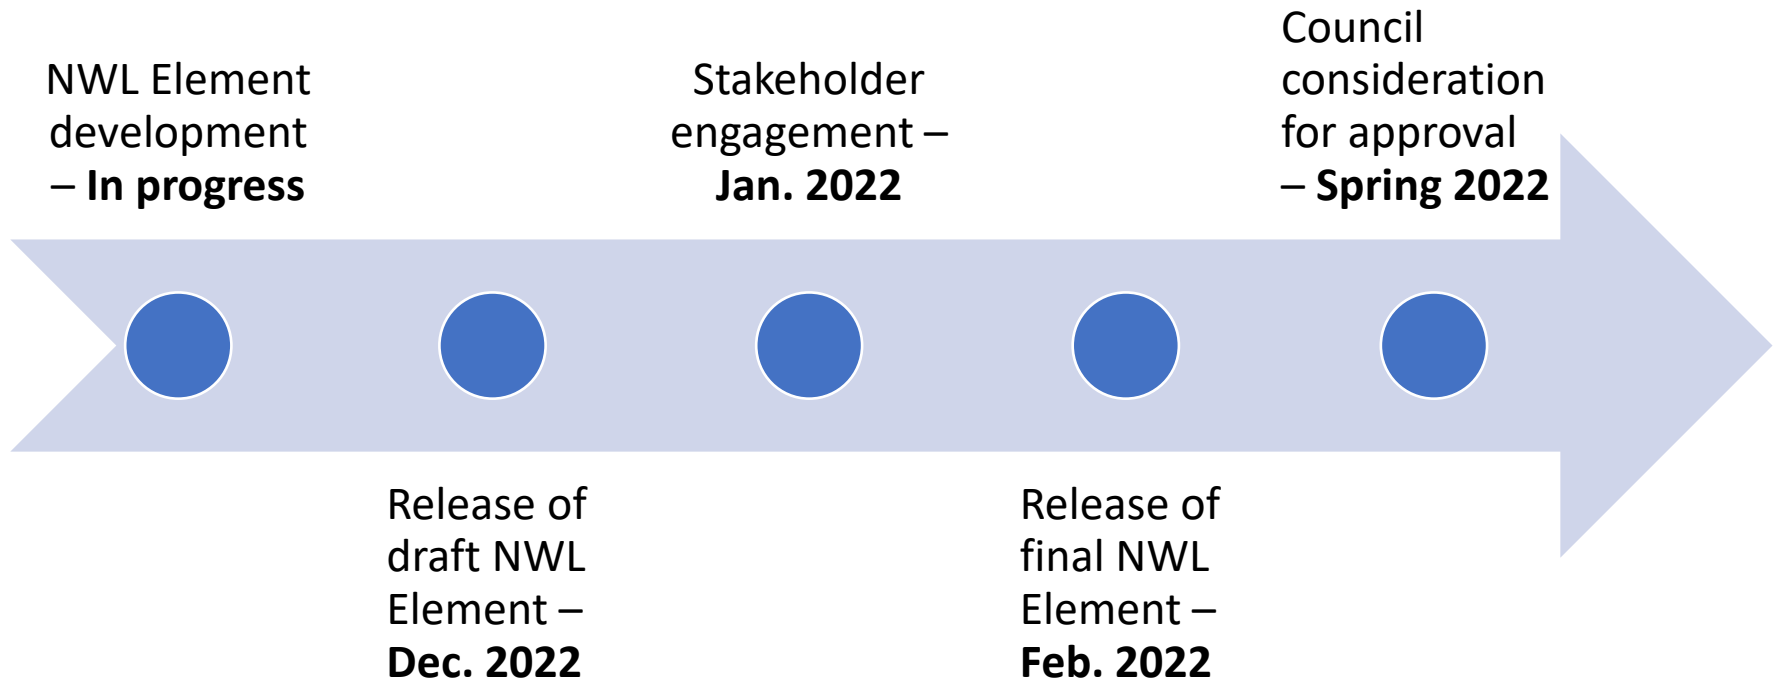 NWL Element
development
– In progress
Release of
draft NWL
Element –
Dec. 2022
Stakeholder
engagement –
Jan. 2022
Release of
final NWL
Element –
Feb. 2022
Council
consideration
for approval
– Spring 2022